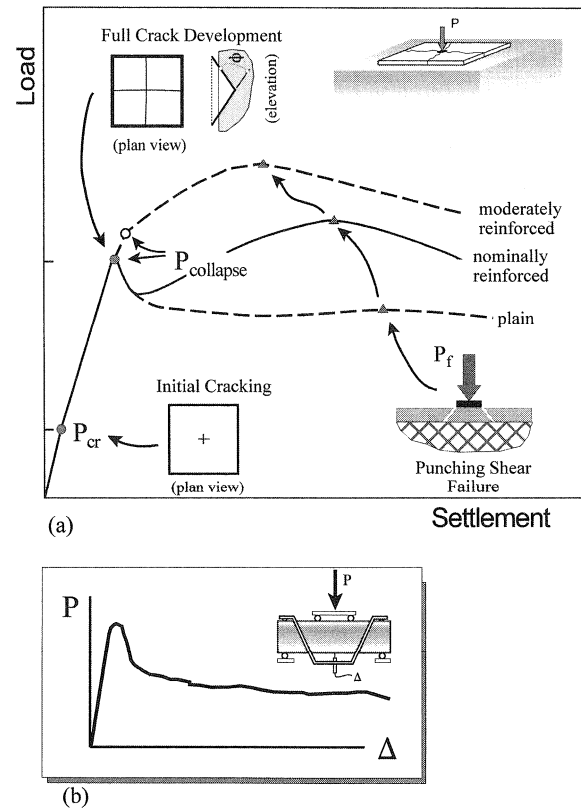 Load
Full Crack Development
ϕ
(plan view)
(elevation)
P
moderately
reinforced
P collapse
nominally
reinforced
plain
P f
Initial Cracking
P cr
+
(plan view)
Punching Shear
Failure
(a)
Settlement
P
P
Δ
Δ
(b)